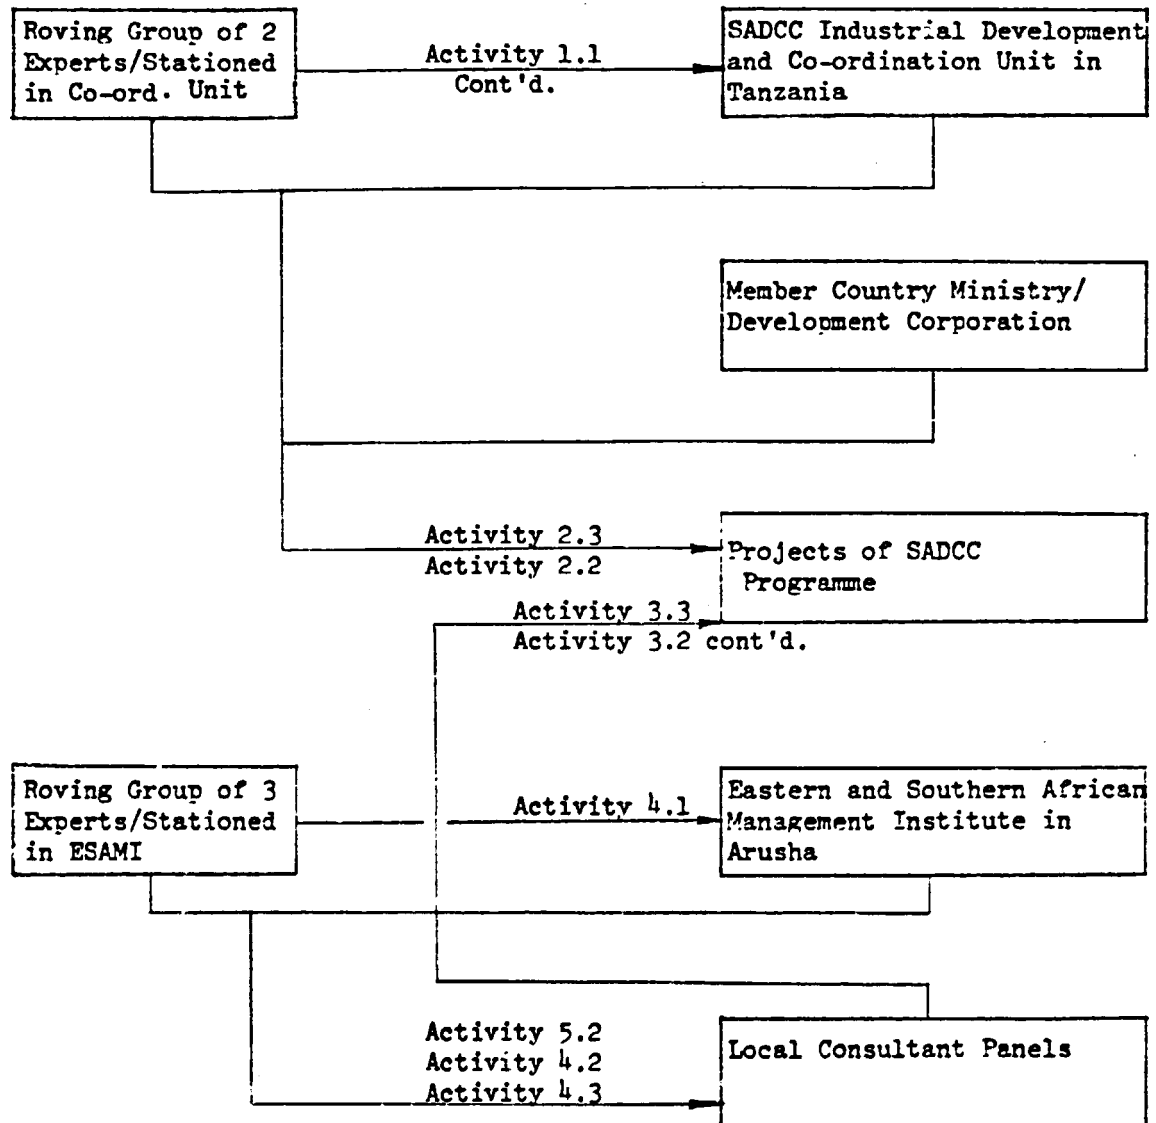 Roving Group of 2
Experts/Stationed
in Co-ord. Unit
Activity 1.1
Cont'd.
SADCC Industrial Development
and Co-ordination Unit in
Tanzania
Member Country Ministry/
Development Corporation
Activity 2.3
Activity 2.2
Projects of SADCC
Programme
Activity 3.3
Activity 3.2 cont'd.
Roving Group of 3
Experts/Stationed
in ESAMI
Activity 4.1
Eastern and Southern African
Management Institute in
Arusha
Activity 5.2
Activity 4.2
Activity 4.3
Local Consultant Panels